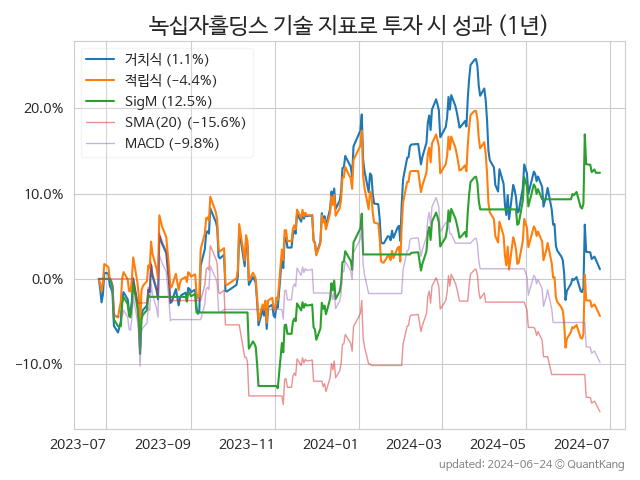 녹십자홀딩스 기술 지표로 투자 시 성과 (1년)
거치식 (1.1%)
적립식 (−4.4%)
SigM (12.5%)
SMA(20) (−15.6%)
MACD (−9.8%)
20.0%
10.0%
0.0%
−10.0%
2023-07 2023-09 2023-11 2024-01 2024-03 2024-05 2024-07
updated: 2024-06-24 © QuantKang